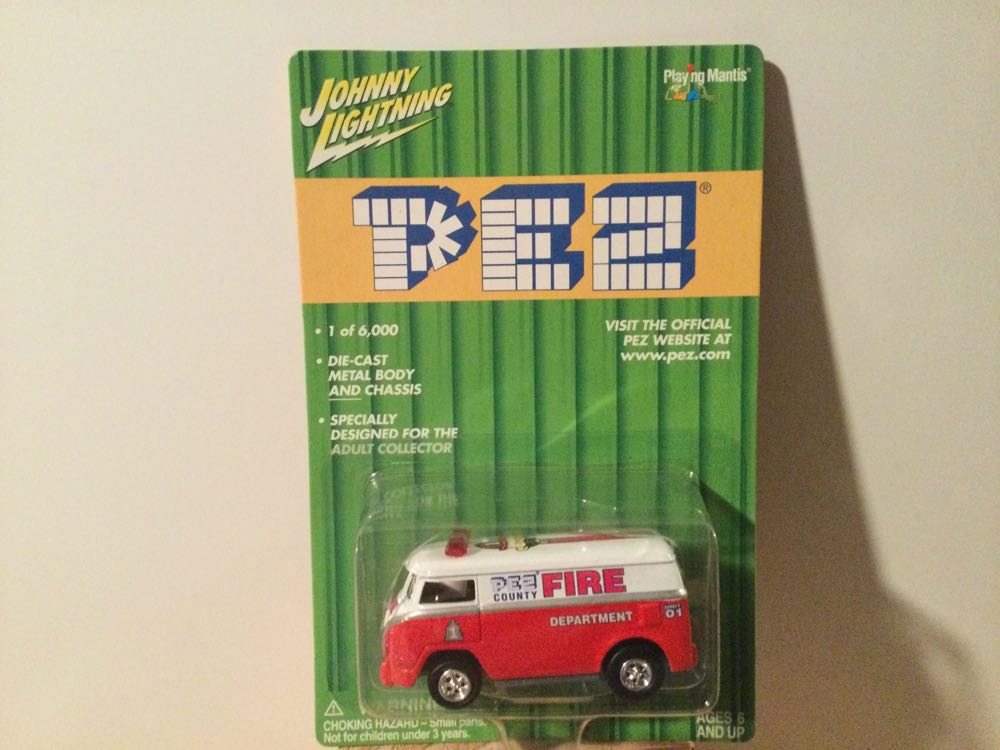 JOHNNY
LIGHTNING
Playing Mantis®
PEZ®
• 1 of 6,000
• DIE-CAST
METAL BODY
AND CHASSIS
• SPECIALLY
DESIGNED FOR THE
ADULT COLLECTOR
VISIT THE OFFICIAL
PEZ WEBSITE AT
www.pez.com
PEZ
COUNTY
FIRE
DEPARTMENT
UNIT
01
WARNING
CHOKING HAZARD – Small parts.
Not for children under 3 years.
AGES 6
AND UP